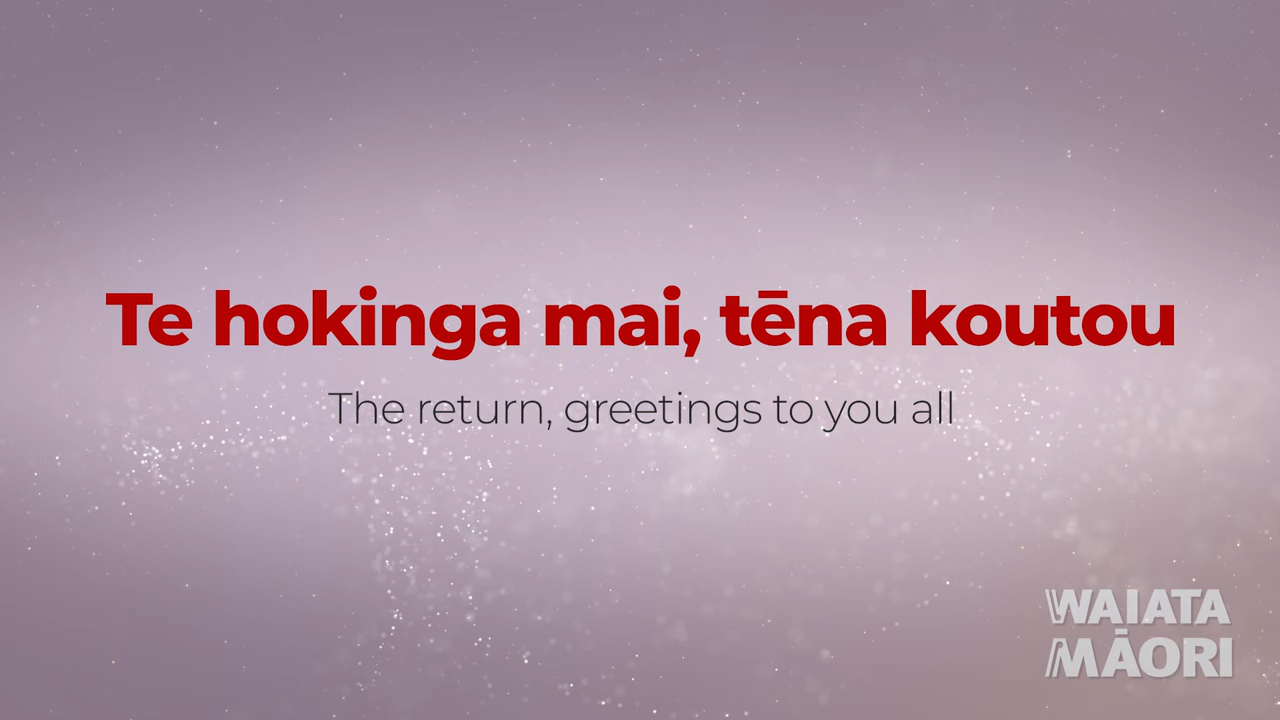 Te hokinga mai, tēna koutou
The return, greetings to you all
WAIATA
MĀORI